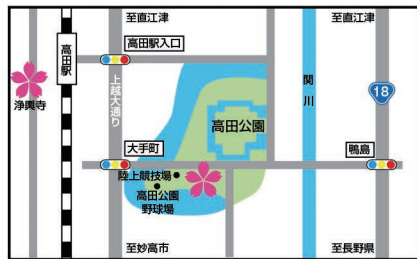 至直江津
至直江津
高田駅入口
高田駅
浄興寺
上越大通り
関川
18
高田公園
大手町
鴨島
陸上競技場
高田公園
野球場
至妙高市
至長野県